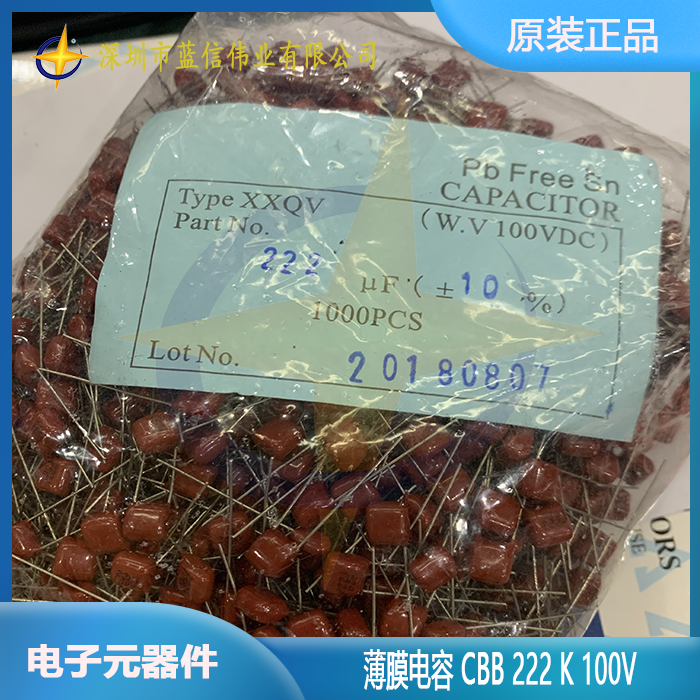 原装正品
深圳市蓝信伟业有限公司
Pb Free Sn
CAPACITOR
Type XXQV
(W.V 100VDC)
Part No.
222 μF (±10 %)
1000PCS
Lot No. 20180807
ORS
USE
电子元器件
薄膜电容 CBB 222 K 100V